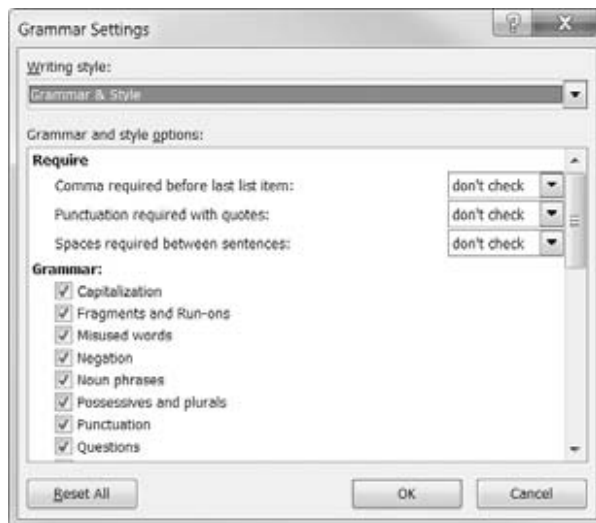 Grammar Settings
Writing style:
Grammar & Style
Grammar and style options:
Require
Comma required before last list item: don't check
Punctuation required with quotes: don't check
Spaces required between sentences: don't check
Grammar:
Capitalization
Fragments and Run-ons
Misused words
Negation
Noun phrases
Possessives and plurals
Punctuation
Questions
Reset All OK Cancel